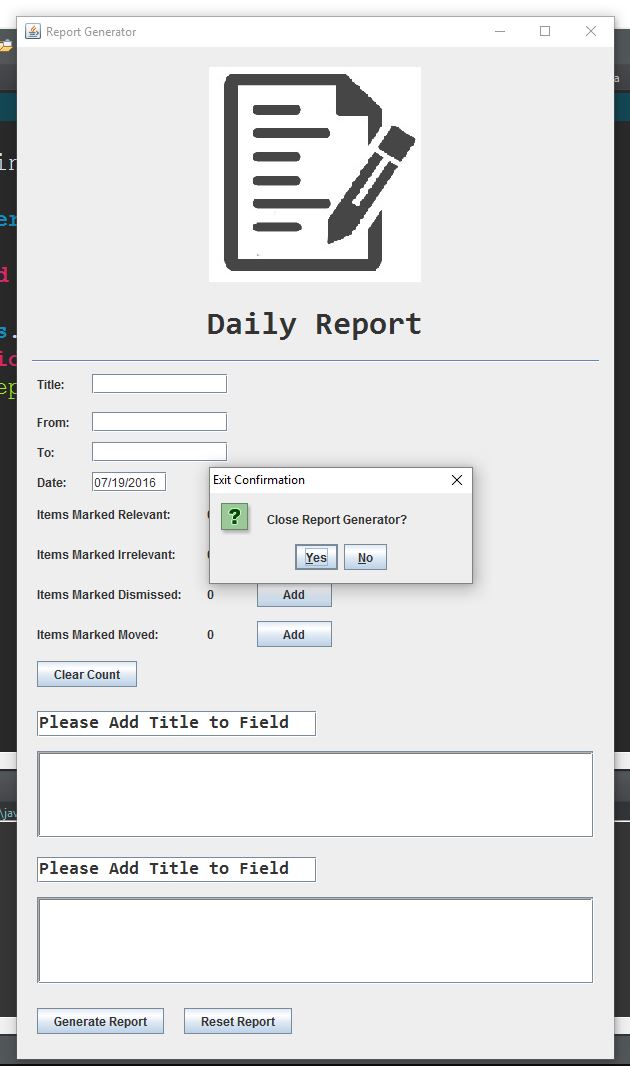 Report Generator
Daily Report
Title:
From:
To:
Date: 07/19/2016
Exit Confirmation
Items Marked Relevant:
Close Report Generator?
Items Marked Irrelevant:
Yes No
Items Marked Dismissed: 0 Add
Items Marked Moved: 0 Add
Clear Count
Please Add Title to Field
Please Add Title to Field
Generate Report Reset Report